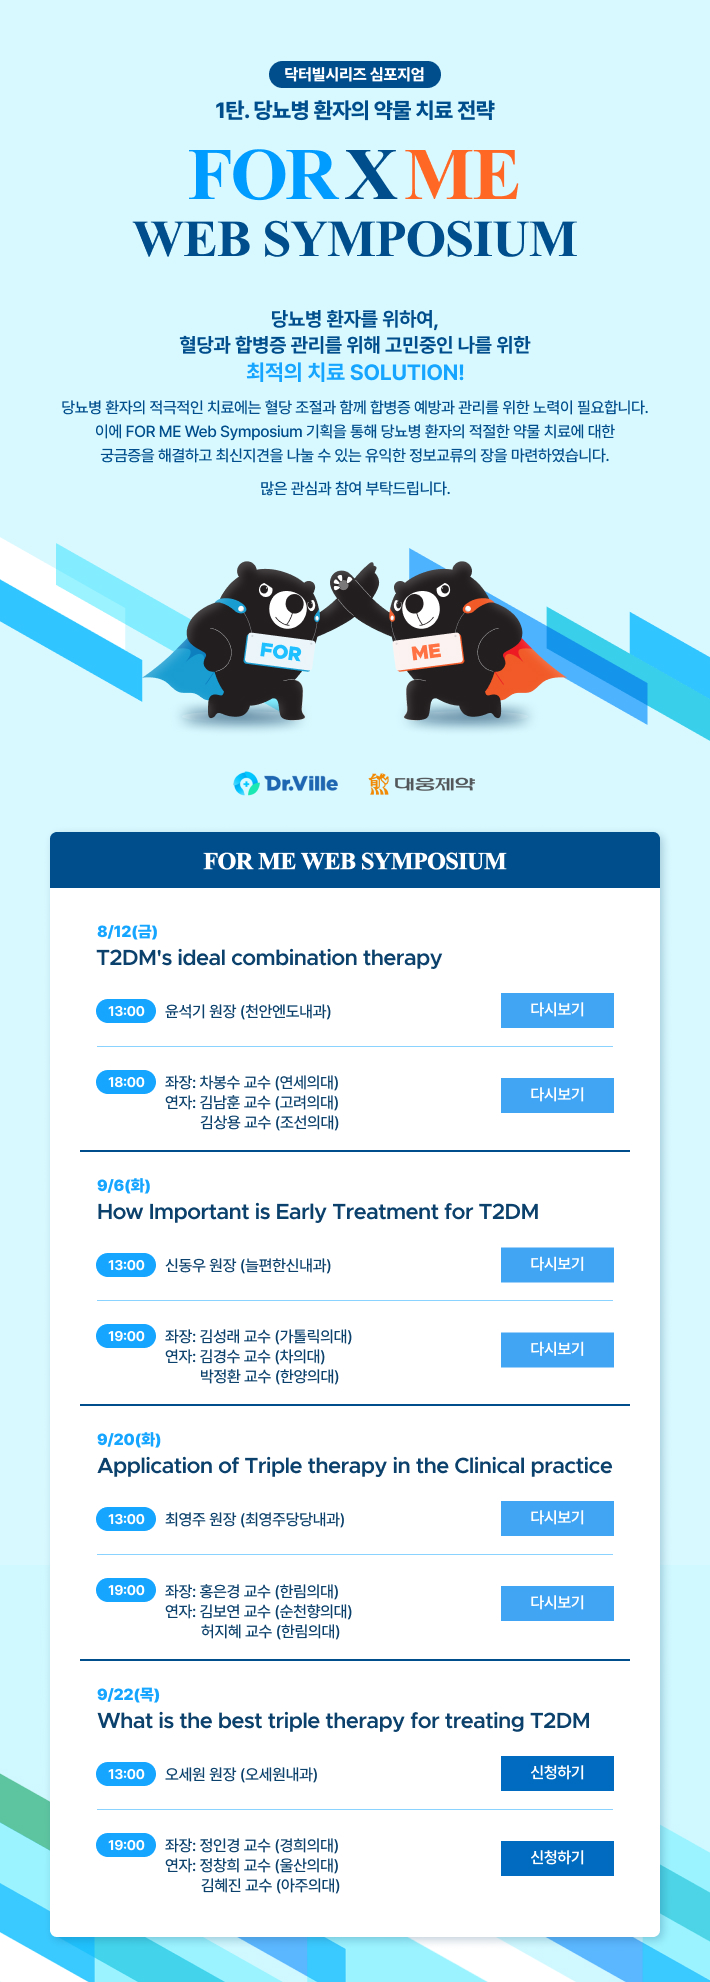 닥터빌시리즈 심포지엄
1탄. 당뇨병 환자의 약물 치료 전략
FOR X ME
WEB SYMPOSIUM
당뇨병 환자를 위하여,
혈당과 합병증 관리를 위해 고민중인 나를 위한
최적의 치료 SOLUTION!
당뇨병 환자의 적극적인 치료에는 혈당 조절과 함께 합병증 예방과 관리를 위한 노력이 필요합니다.
이에 FOR ME Web Symposium 기획을 통해 당뇨병 환자의 적절한 약물 치료에 대한
궁금증을 해결하고 최신지견을 나눌 수 있는 유익한 정보교류의 장을 마련하였습니다.
많은 관심과 참여 부탁드립니다.
FOR
ME
Dr.Ville
대웅제약
FOR ME WEB SYMPOSIUM
8/12(금)
T2DM's ideal combination therapy
13:00 윤석기 원장 (천안엔도내과) 다시보기
18:00 좌장: 차봉수 교수 (연세의대)
연자: 김남훈 교수 (고려의대)
김상용 교수 (조선의대)
다시보기
9/6(화)
How Important is Early Treatment for T2DM
13:00 신동우 원장 (늘편한신내과) 다시보기
19:00 좌장: 김성래 교수 (가톨릭의대)
연자: 김경수 교수 (차의대)
박정환 교수 (한양의대)
다시보기
9/20(화)
Application of Triple therapy in the Clinical practice
13:00 최영주 원장 (최영주당당내과) 다시보기
19:00 좌장: 홍은경 교수 (한림의대)
연자: 김보연 교수 (순천향의대)
허지혜 교수 (한림의대)
다시보기
9/22(목)
What is the best triple therapy for treating T2DM
13:00 오세원 원장 (오세원내과) 신청하기
19:00 좌장: 정인경 교수 (경희의대)
연자: 정창희 교수 (울산의대)
김혜진 교수 (아주의대)
신청하기